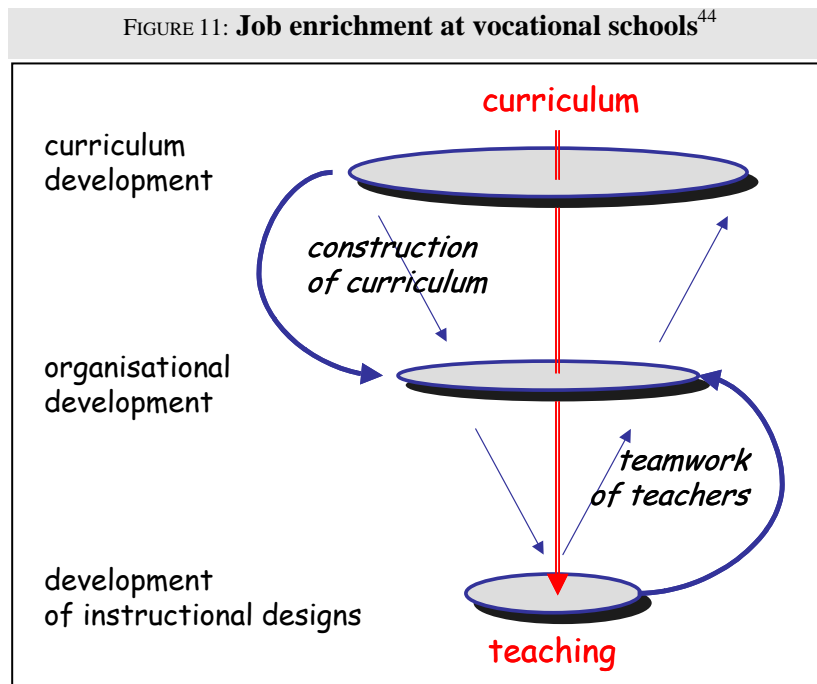 FIGURE 11: Job enrichment at vocational schools44
curriculum
curriculum
development
construction
of curriculum
organisational
development
teamwork
of teachers
development
of instructional designs
teaching